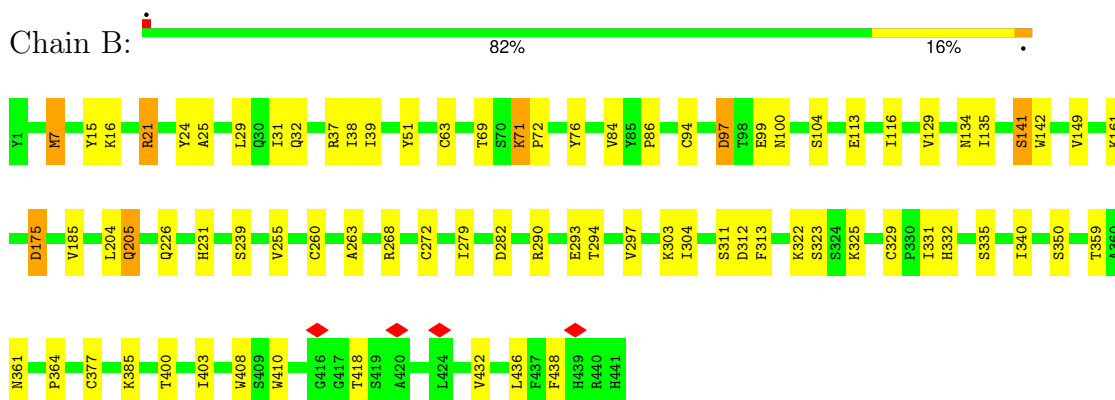 Chain B:
82% 16%
Y1 M7 Y15 K16 R21 Y24 A25 L29 Q30 I31 Q32 R37 I38 I39 Y51 C63 T69 S70 K71 P72 Y76 V84 Y85 P86 C94 D97 T98 E99 N100 S104 E113 I116 V129 N134 I135 S141 W142 V149 K161
D175 V185 L204 Q205 Q226 H231 S239 V255 C260 A263 R268 C272 I279 D282 R290 E293 T294 V297 K303 I304 S311 D312 F313 K322 S323 S324 K325 C329 P330 I331 H332 S335 I340 S350 T359 A360
N361 P364 C377 K385 T400 I403 W408 S409 W410 G416 G417 T418 S419 A420 L424 V432 L436 F437 F438 H439 R440 H441